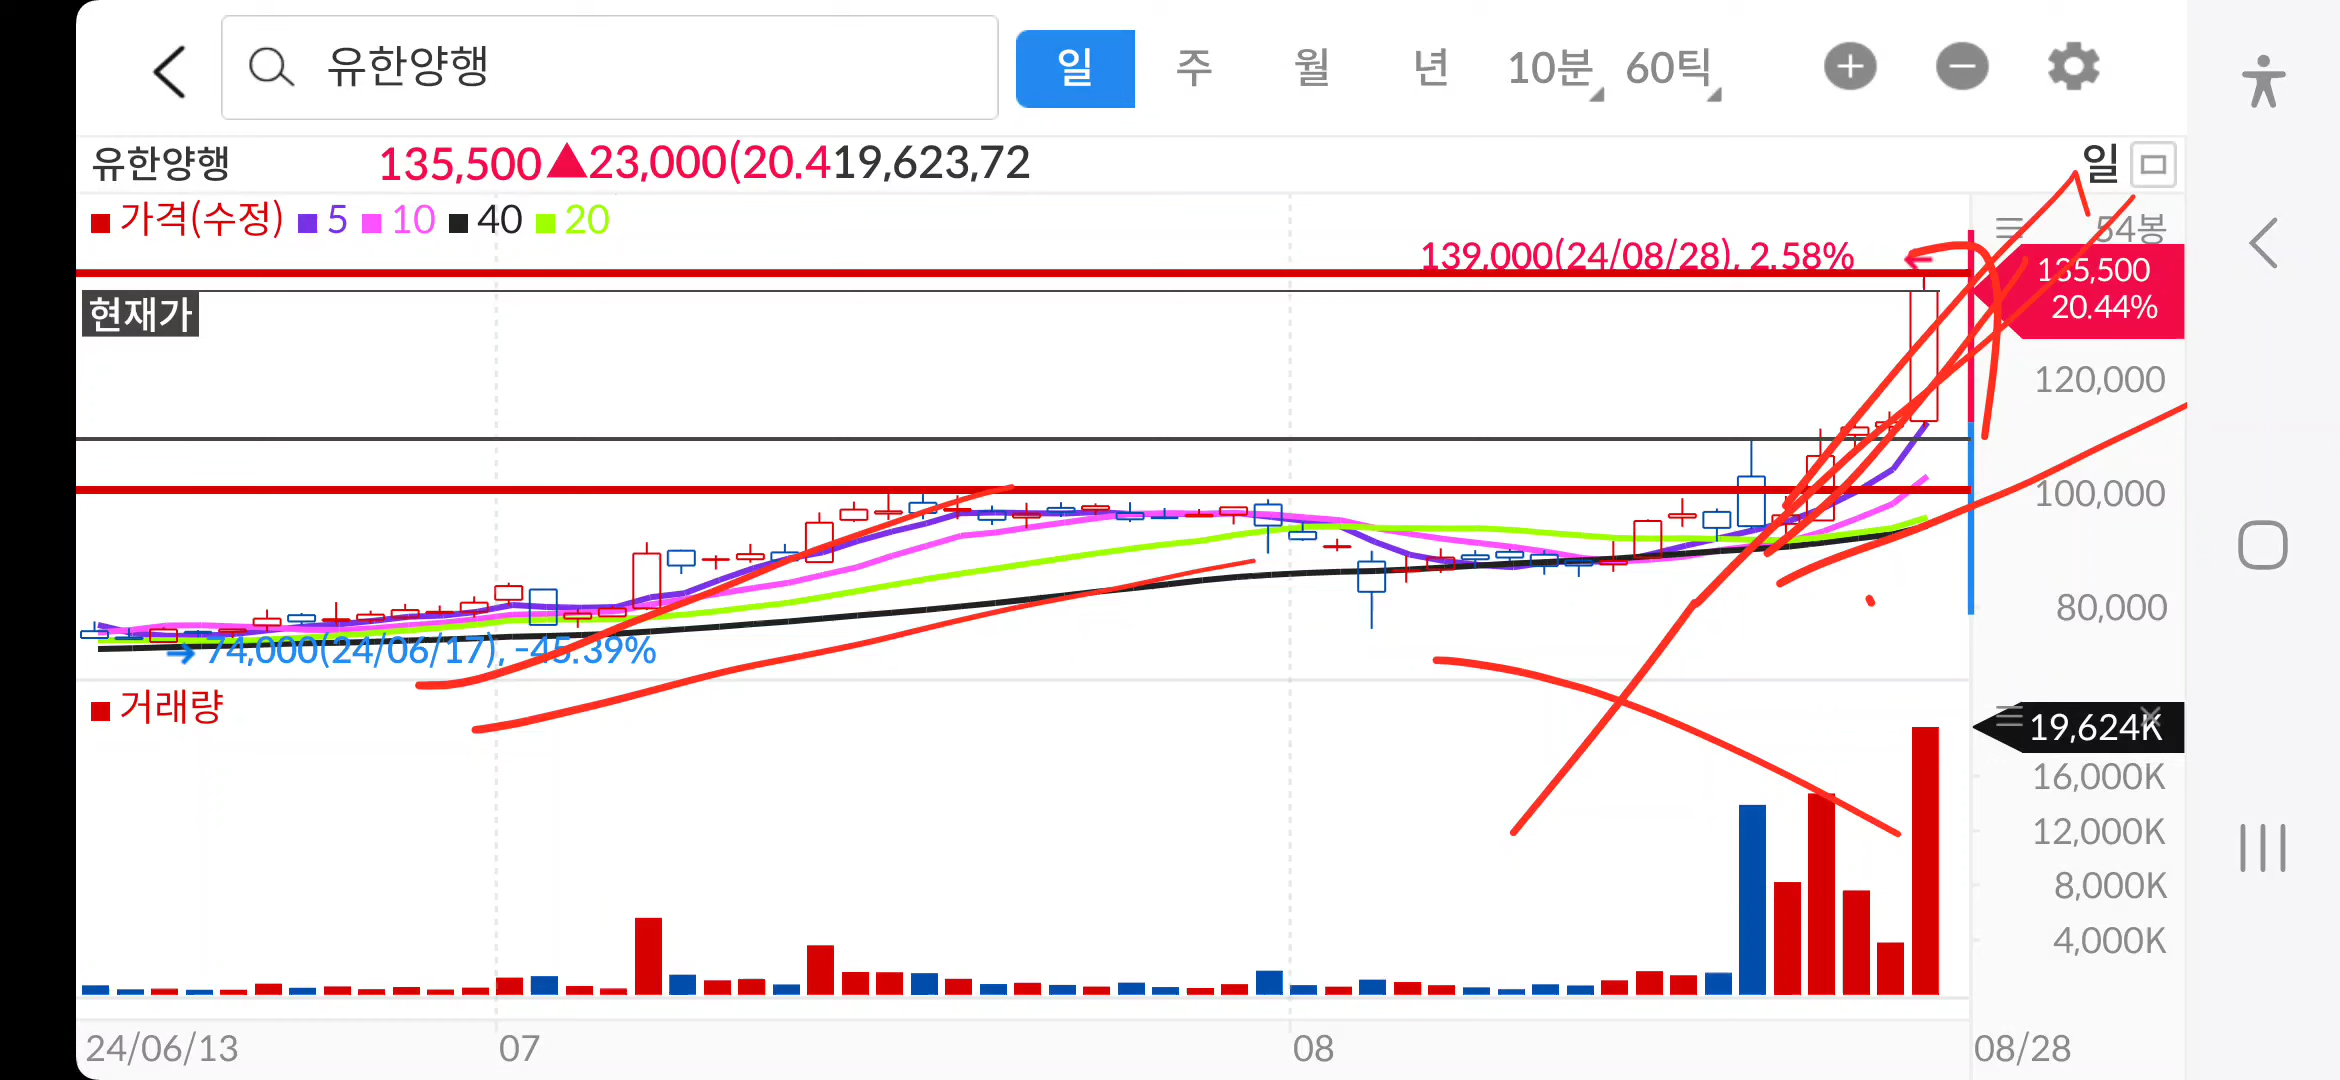 유한양행
일 주 월 년 10분 60틱
유한양행 135,500▲23,000(20.419,623,72 일
가격(수정) 5 10 40 20
54봉
139,000(24/08/28), 2.58%
135,500
20.44%
현재가
120,000
100,000
80,000
74,000(24/06/17), -45.39%
거래량
19,624K
16,000K
12,000K
8,000K
4,000K
24/06/13 07 08 08/28